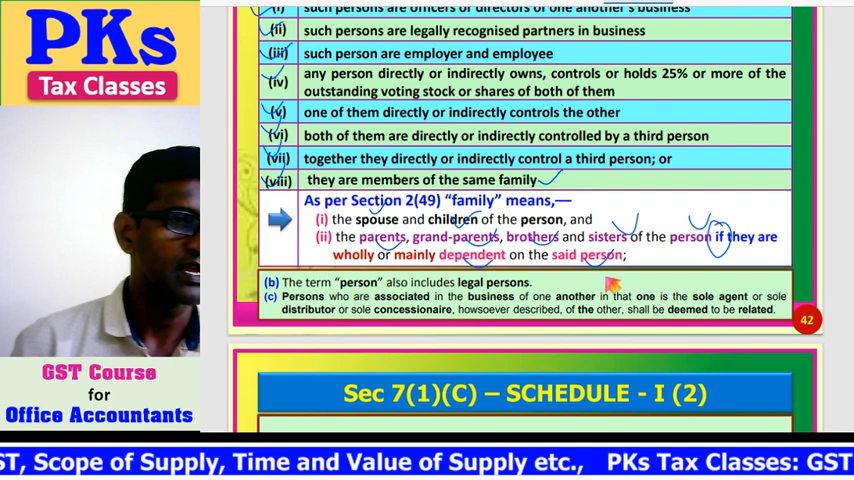 PKs
Tax Classes
(i) such persons are officers or directors of one another's business
(ii) such persons are legally recognised partners in business
(iii) such person are employer and employee
(iv) any person directly or indirectly owns, controls or holds 25% or more of the
outstanding voting stock or shares of both of them
(v) one of them directly or indirectly controls the other
(vi) both of them are directly or indirectly controlled by a third person
(vii) together they directly or indirectly control a third person; or
(viii) they are members of the same family
As per Section 2(49) “family” means,—
(i) the spouse and children of the person, and
(ii) the parents, grand-parents, brothers and sisters of the person if they are
wholly or mainly dependent on the said person;
(b) The term “person” also includes legal persons.
(c) Persons who are associated in the business of one another in that one is the sole agent or sole
distributor or sole concessionaire, howsoever described, of the other, shall be deemed to be related.
42
GST Course
for
Office Accountants
Sec 7(1)(C) – SCHEDULE - I (2)
ST, Scope of Supply, Time and Value of Supply etc., PKs Tax Classes: GST